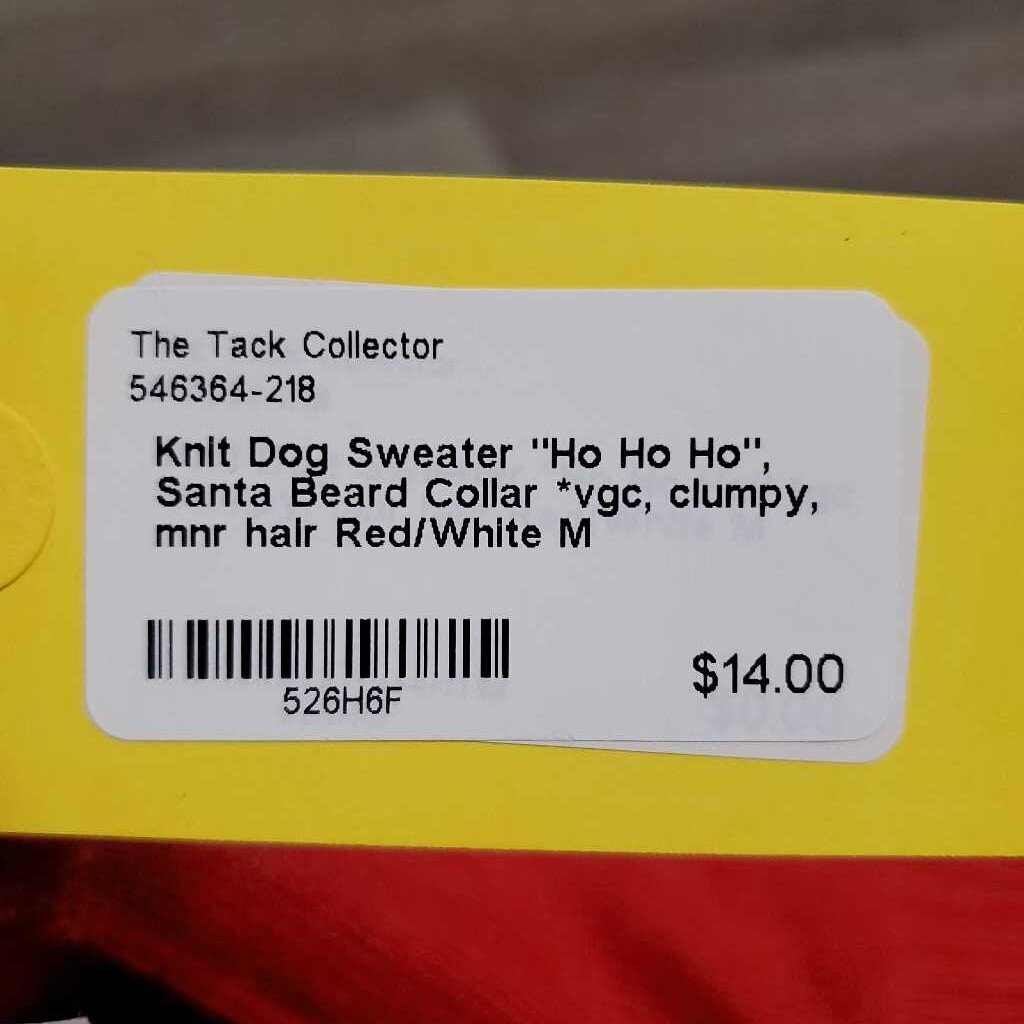 The Tack Collector
546364-218
Knit Dog Sweater "Ho Ho Ho",
Santa Beard Collar *vgc, clumpy,
mnr hair Red/White M
526H6F
$14.00